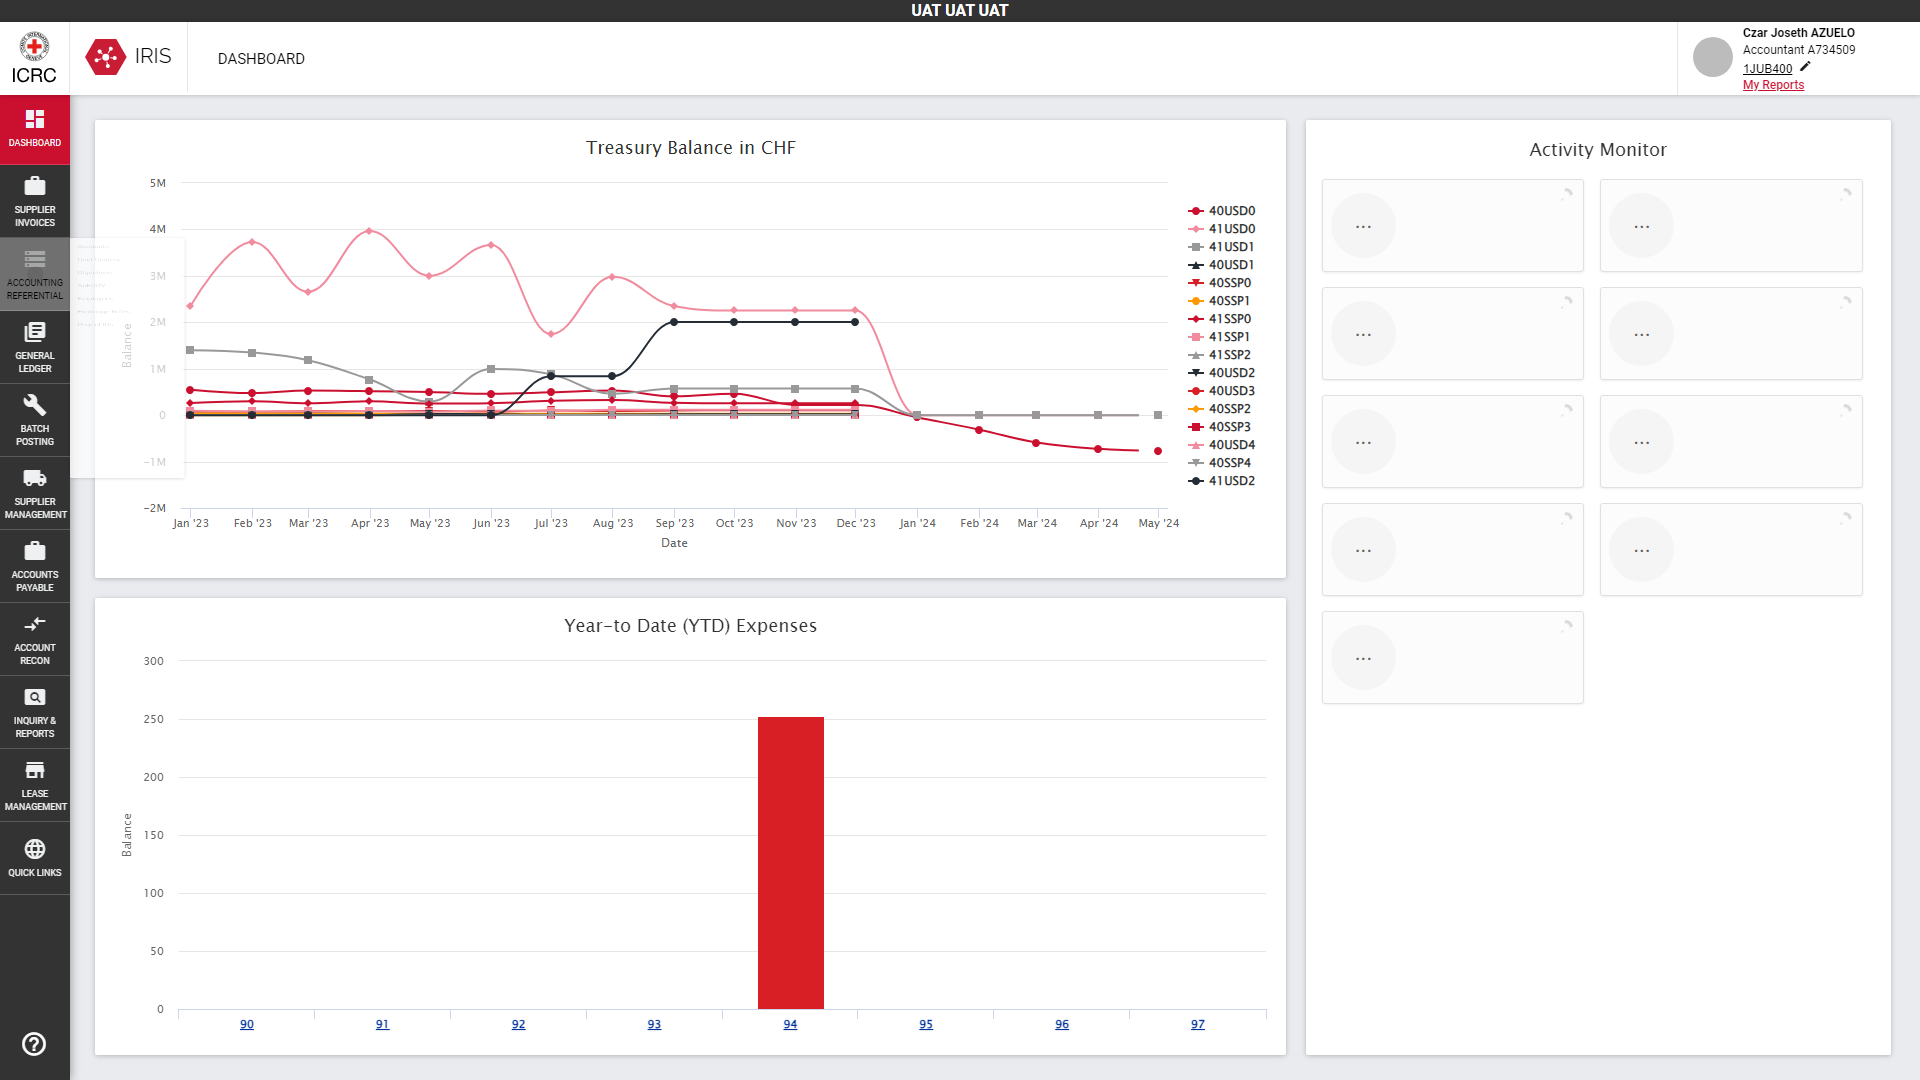 UAT UAT UAT
ICRC
IRIS
DASHBOARD
Czar Joseth AZUELO
Accountant A734509
1JUB400
My Reports
DASHBOARD
SUPPLIER
INVOICES
ACCOUNTING
REFERENTIAL
GENERAL
LEDGER
BATCH
POSTING
SUPPLIER
MANAGEMENT
ACCOUNTS
PAYABLE
ACCOUNT
RECON
INQUIRY &
REPORTS
LEASE
MANAGEMENT
QUICK LINKS
Treasury Balance in CHF
5M
4M
3M
2M
1M
0
−1M
−2M
Balance
Jan '23
Feb '23
Mar '23
Apr '23
May '23
Jun '23
Jul '23
Aug '23
Sep '23
Oct '23
Nov '23
Dec '23
Jan '24
Feb '24
Mar '24
Apr '24
May '24
Date
40USD0
41USD0
41USD1
40USD1
40SSP0
40SSP1
41SSP0
41SSP1
41SSP2
40USD2
40USD3
40SSP2
40SSP3
40USD4
40SSP4
41USD2
Year-to Date (YTD) Expenses
300
250
200
150
100
50
0
Balance
90
91
92
93
94
95
96
97
Activity Monitor
...
...
...
...
...
...
...
...
...